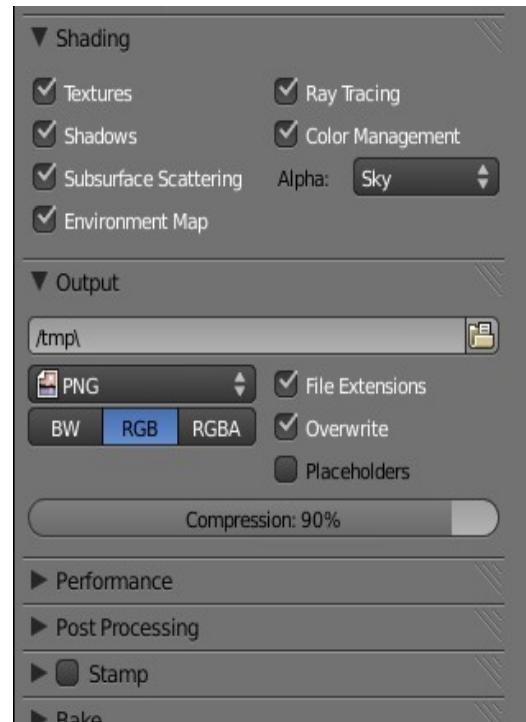 Shading
Textures
Ray Tracing
Shadows
Color Management
Subsurface Scattering
Alpha: Sky
Environment Map
Output
/tmp\
PNG
File Extensions
BW RGB RGBA
Overwrite
Placeholders
Compression: 90%
Performance
Post Processing
Stamp
Bake